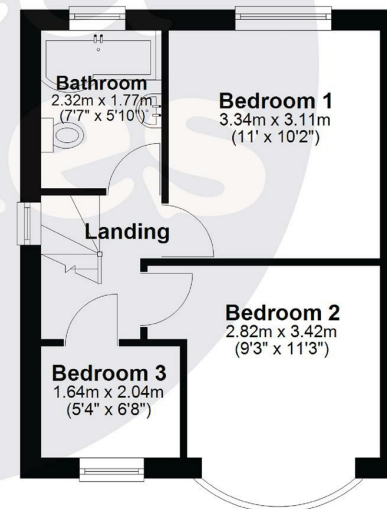 Bathroom
2.32m x 1.77m
(7'7" x 5'10")
Bedroom 1
3.34m x 3.11m
(11' x 10'2")
Landing
Bedroom 2
2.82m x 3.42m
(9'3" x 11'3")
Bedroom 3
1.64m x 2.04m
(5'4" x 6'8")